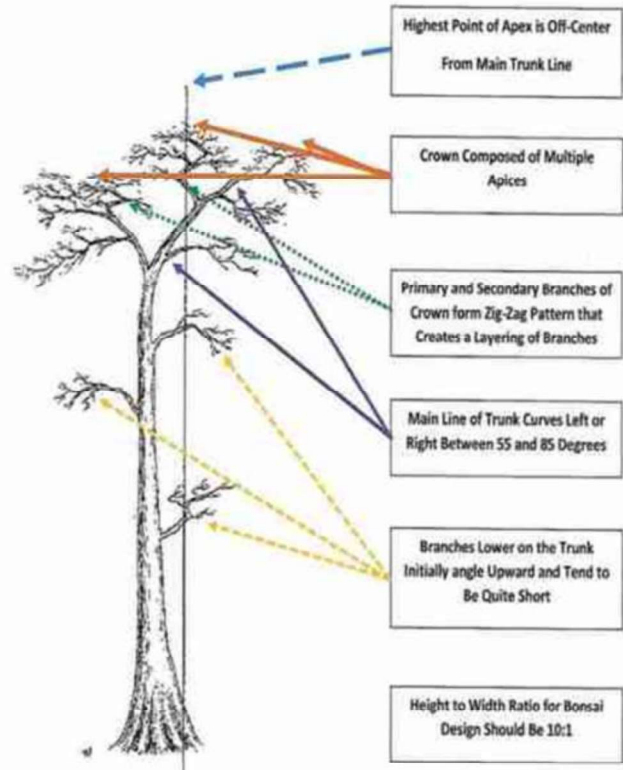 Highest Point of Apex is Off-Center
From Main Trunk Line
Crown Composed of Multiple
Apices
Primary and Secondary Branches of
Crown form Zig-Zag Pattern that
Creates a Layering of Branches
Main Line of Trunk Curves Left or
Right Between 55 and 85 Degrees
Branches Lower on the Trunk
Initially angle Upward and Tend to
Be Quite Short
Height to Width Ratio for Bonsai
Design Should Be 10:1